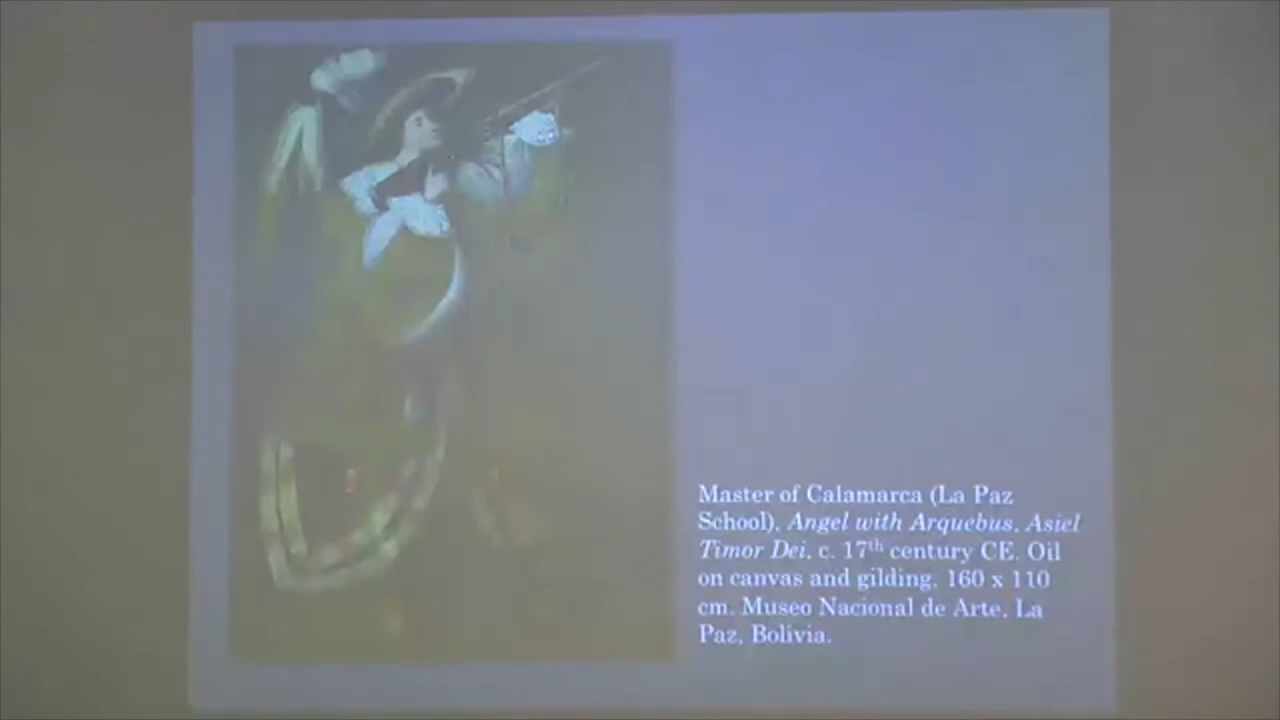 Master of Calamarca (La Paz
School), Angel with Arquebus, Asiel
Timor Dei, c. 17th century CE. Oil
on canvas and gilding, 160 x 110
cm. Museo Nacional de Arte, La
Paz, Bolivia.